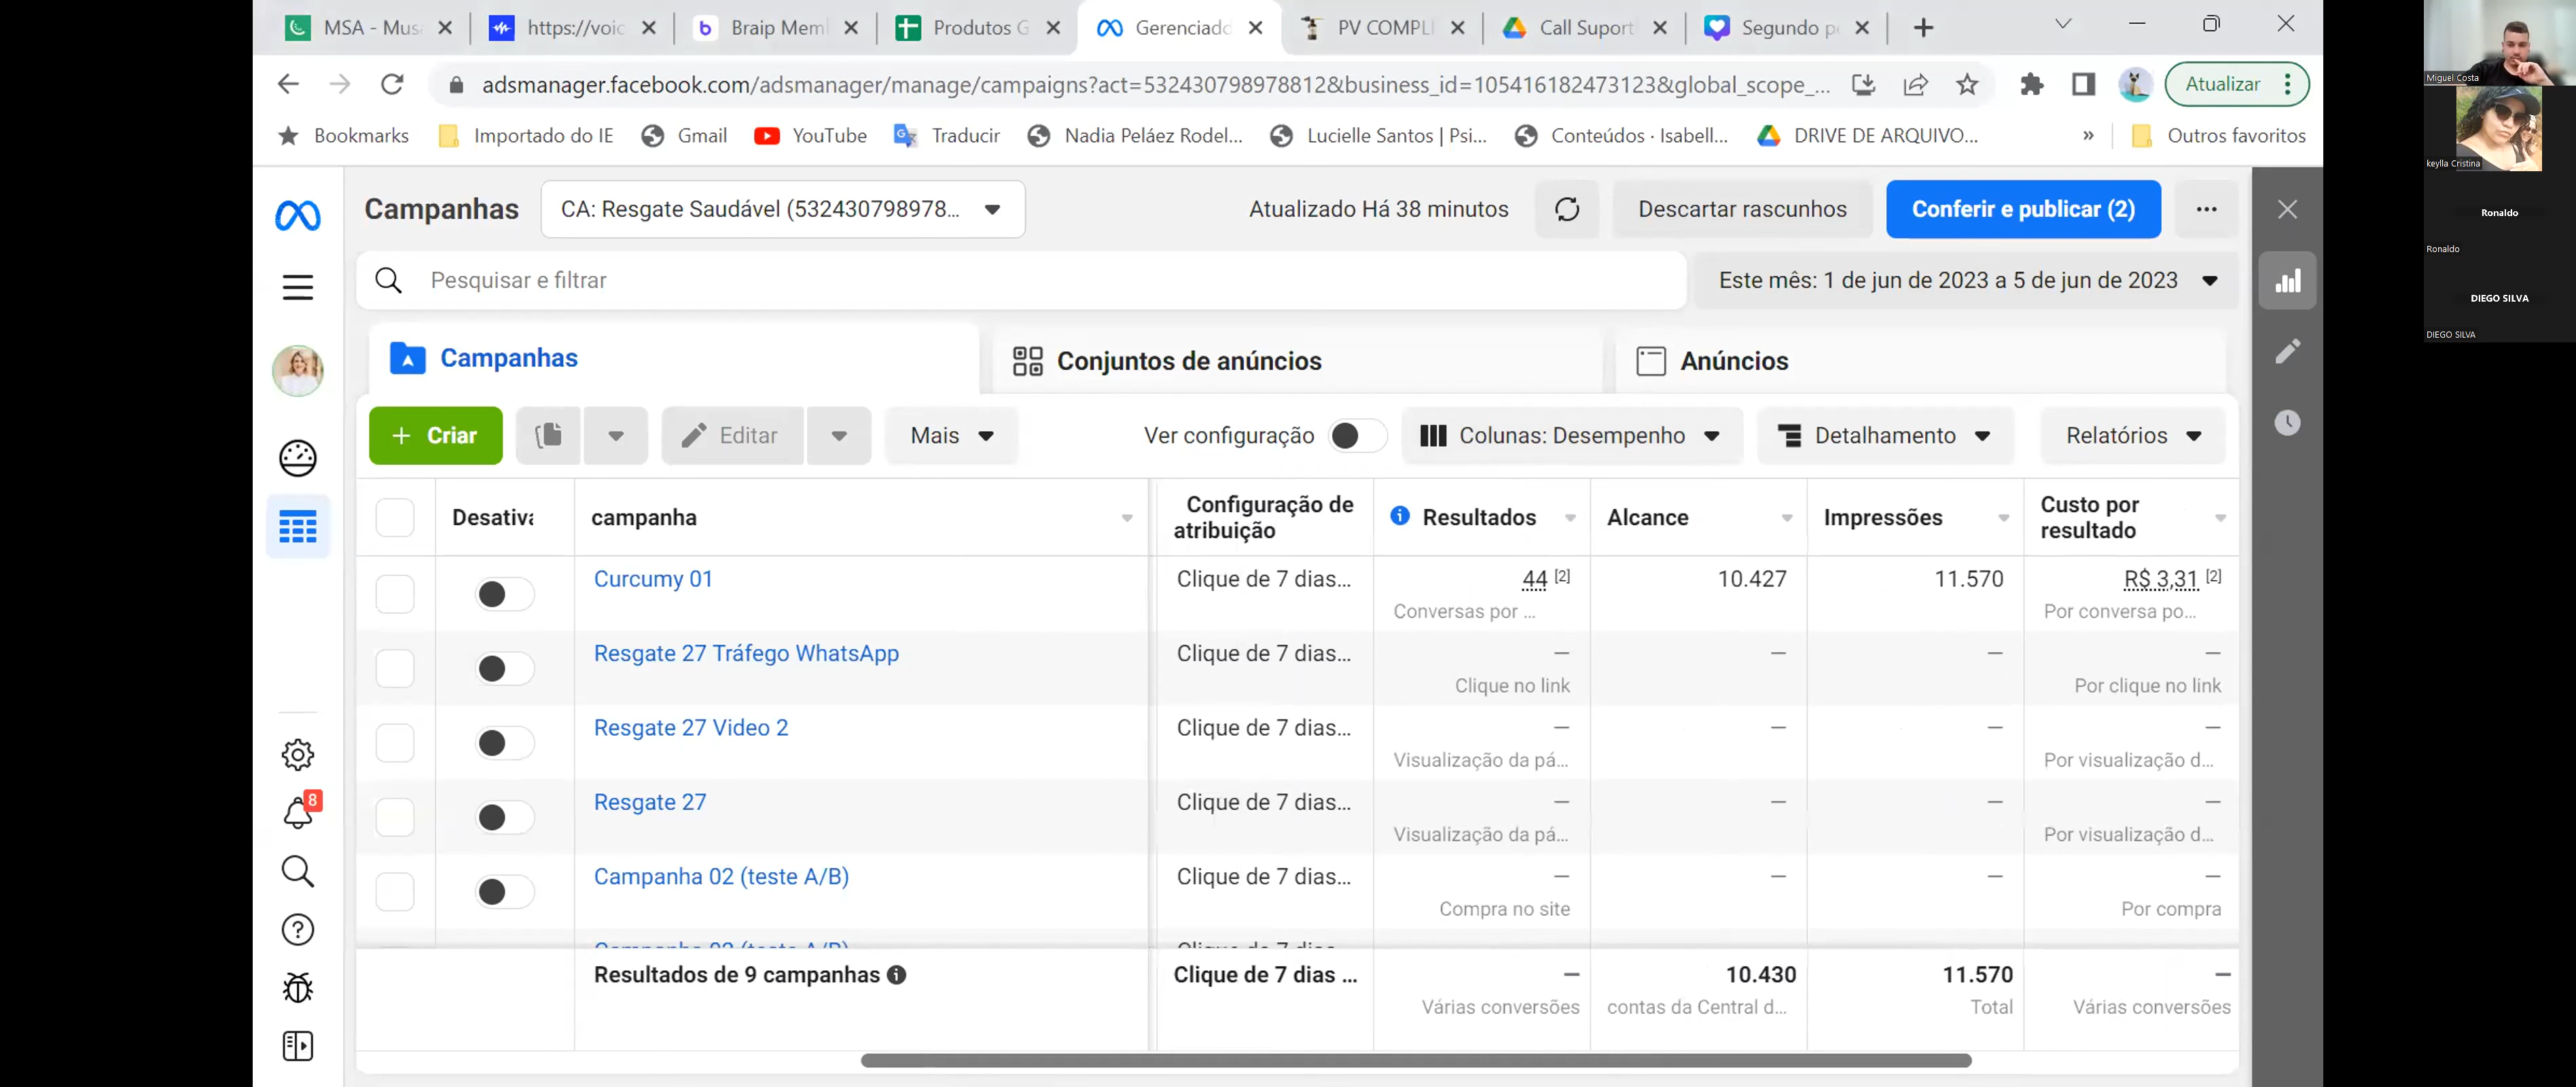 MSA - Mus
https://voic
Braip Mem
Produtos G
Gerenciado
PV COMPL
Call Suport
Segundo p
adsmanager.facebook.com/adsmanager/manage/campaigns?act=532430798978812&business_id=1054161824731238&global_scope_...
Atualizar
Bookmarks
Importado do IE
Gmail
YouTube
Traducir
Nadia Peláez Rodel...
Lucielle Santos | Psi...
Conteúdos · Isabell...
DRIVE DE ARQUIVO...
»
Outros favoritos
Campanhas
CA: Resgate Saudável (532430798978...
Atualizado Há 38 minutos
Descartar rascunhos
Conferir e publicar (2)
Pesquisar e filtrar
Este mês: 1 de jun de 2023 a 5 de jun de 2023
Campanhas
Conjuntos de anúncios
Anúncios
+ Criar
Editar
Mais
Ver configuração
Colunas: Desempenho
Detalhamento
Relatórios
Desativa
campanha
Configuração de
atribuição
Resultados
Alcance
Impressões
Custo por
resultado
Curcumy 01
Clique de 7 dias...
44 [2]
10.427
11.570
R$ 3,31 [2]
Conversas por ...
Por conversa po...
Resgate 27 Tráfego WhatsApp
Clique de 7 dias...
—
—
—
—
Clique no link
Por clique no link
Resgate 27 Video 2
Clique de 7 dias...
—
—
—
—
Visualização da pá...
Por visualização d...
Resgate 27
Clique de 7 dias...
—
—
—
—
Visualização da pá...
Por visualização d...
Campanha 02 (teste A/B)
Clique de 7 dias...
—
—
—
—
Compra no site
Por compra
Resultados de 9 campanhas
Clique de 7 dias ...
—
10.430
11.570
—
Várias conversões
contas da Central d...
Total
Várias conversões
8
Miguel Costa
keylla Cristina
Ronaldo
Ronaldo
DIEGO SILVA
DIEGO SILVA